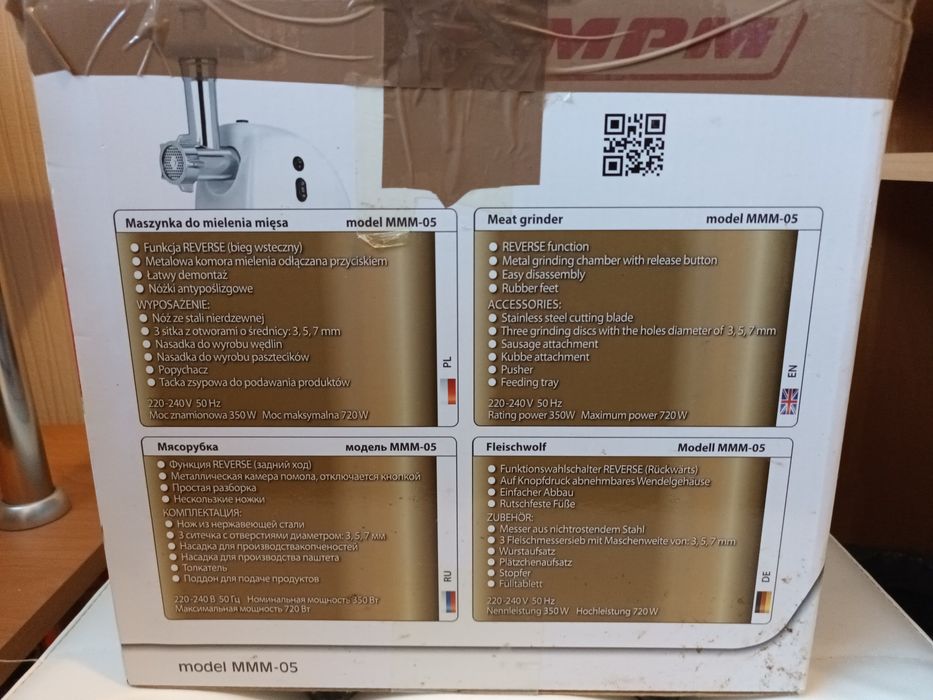 MPM
Maszynka do mielenia mięsa model MMM-05
Funkcja REVERSE (bieg wsteczny)
Metalowa komora mielenia odłączana przyciskiem
Łatwy demontaż
Nóżki antypoślizgowe
WYPOSAŻENIE:
Nóż ze stali nierdzewnej
3 sitka z otworami o średnicy: 3, 5, 7 mm
Nasadka do wyrobu wędlin
Nasadka do wyrobu pasztecików
Popychacz
Tacka zsypowa do podawania produktów
220-240 V 50 Hz
Moc znamionowa 350 W Moc maksymalna 720 W
PL
Meat grinder model MMM-05
REVERSE function
Metal grinding chamber with release button
Easy disassembly
Rubber feet
ACCESSORIES:
Stainless steel cutting blade
Three grinding discs with the holes diameter of 3, 5, 7 mm
Sausage attachment
Kubbe attachment
Pusher
Feeding tray
220-240 V 50 Hz
Rating power 350W Maximum power 720 W
EN
Мясорубка модель MMM-05
Функция REVERSE (задний ход)
Металлическая камера помола, отключается кнопкой
Простая разборка
Нескользкие ножки
КОМПЛЕКТАЦИЯ:
Нож из нержавеющей стали
3 ситечка с отверстиями диаметром: 3, 5, 7 мм
Насадка для производствакопченостей
Насадка для производства паштета
Толкатель
Поддон для подаче продуктов
220-240 В 50 Гц Номинальная мощность 350 Вт
Максимальная мощность 720 Вт
RU
Fleischwolf Modell MMM-05
Funktionswahlschalter REVERSE (Rückwärts)
Auf Knopfdruck abnehmbares Wendelgehäuse
Einfacher Abbau
Rutschfeste Füße
ZUBEHÖR:
Messer aus nichtrostendem Stahl
3 Fleischmessersieb mit Maschenweite von: 3, 5, 7 mm
Wurstaufsatz
Plätzchenaufsatz
Stopfer
Fülltablett
220-240 V 50 Hz
Nennleistung 350 W Hochleistung 720 W
DE
model MMM-05